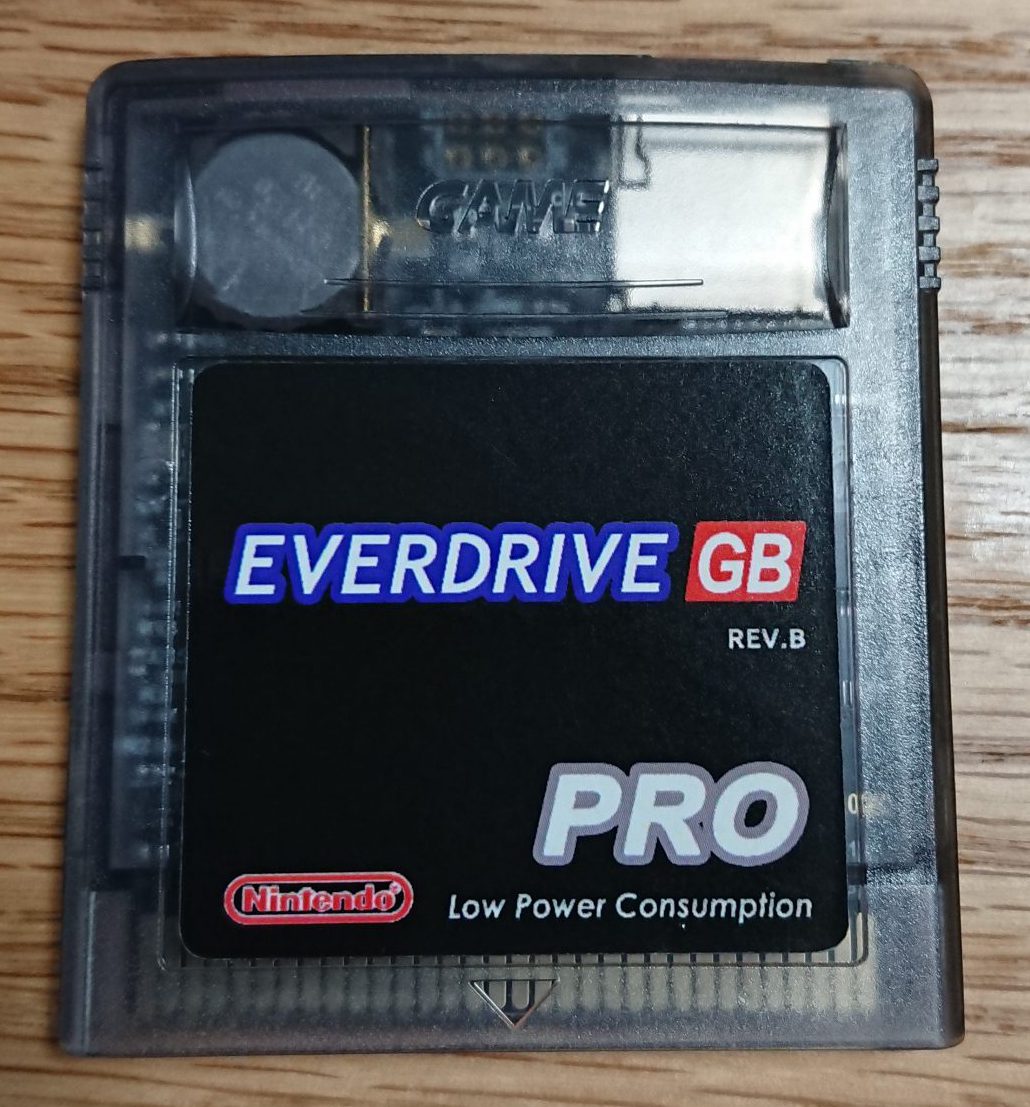 GAME
EVERDRIVE GB
REV.B
PRO
Nintendo®
Low Power Consumption